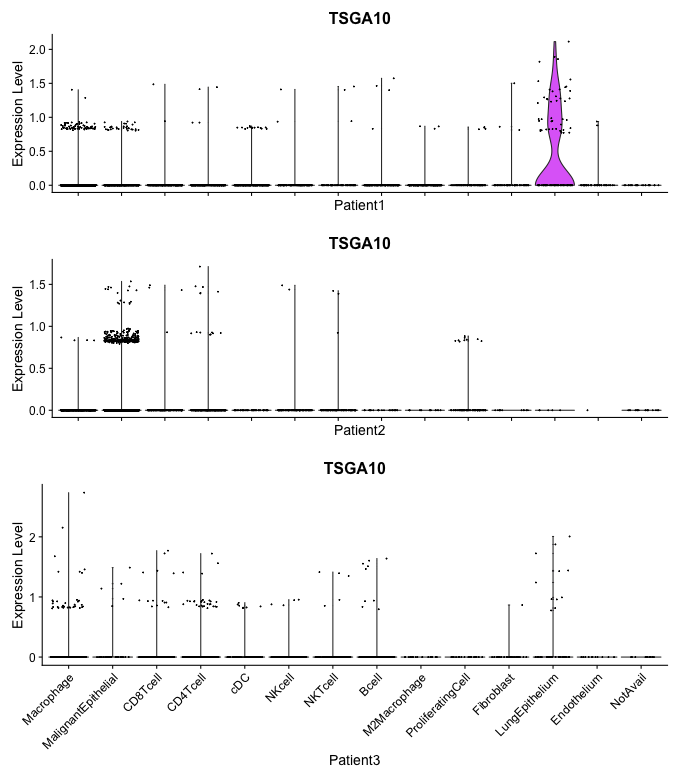 TSGA10
Expression Level
2.0
1.5
1.0
0.5
0.0
Patient1
TSGA10
Expression Level
1.5
1.0
0.5
0.0
Patient2
TSGA10
Expression Level
2
1
0
Macrophage
MalignantEpithelial
CD8Tcell
CD4Tcell
cDC
NKcell
NKTcell
Bcell
M2Macrophage
ProliferatingCell
Fibroblast
LungEpithelium
Endothelium
NotAvail
Patient3